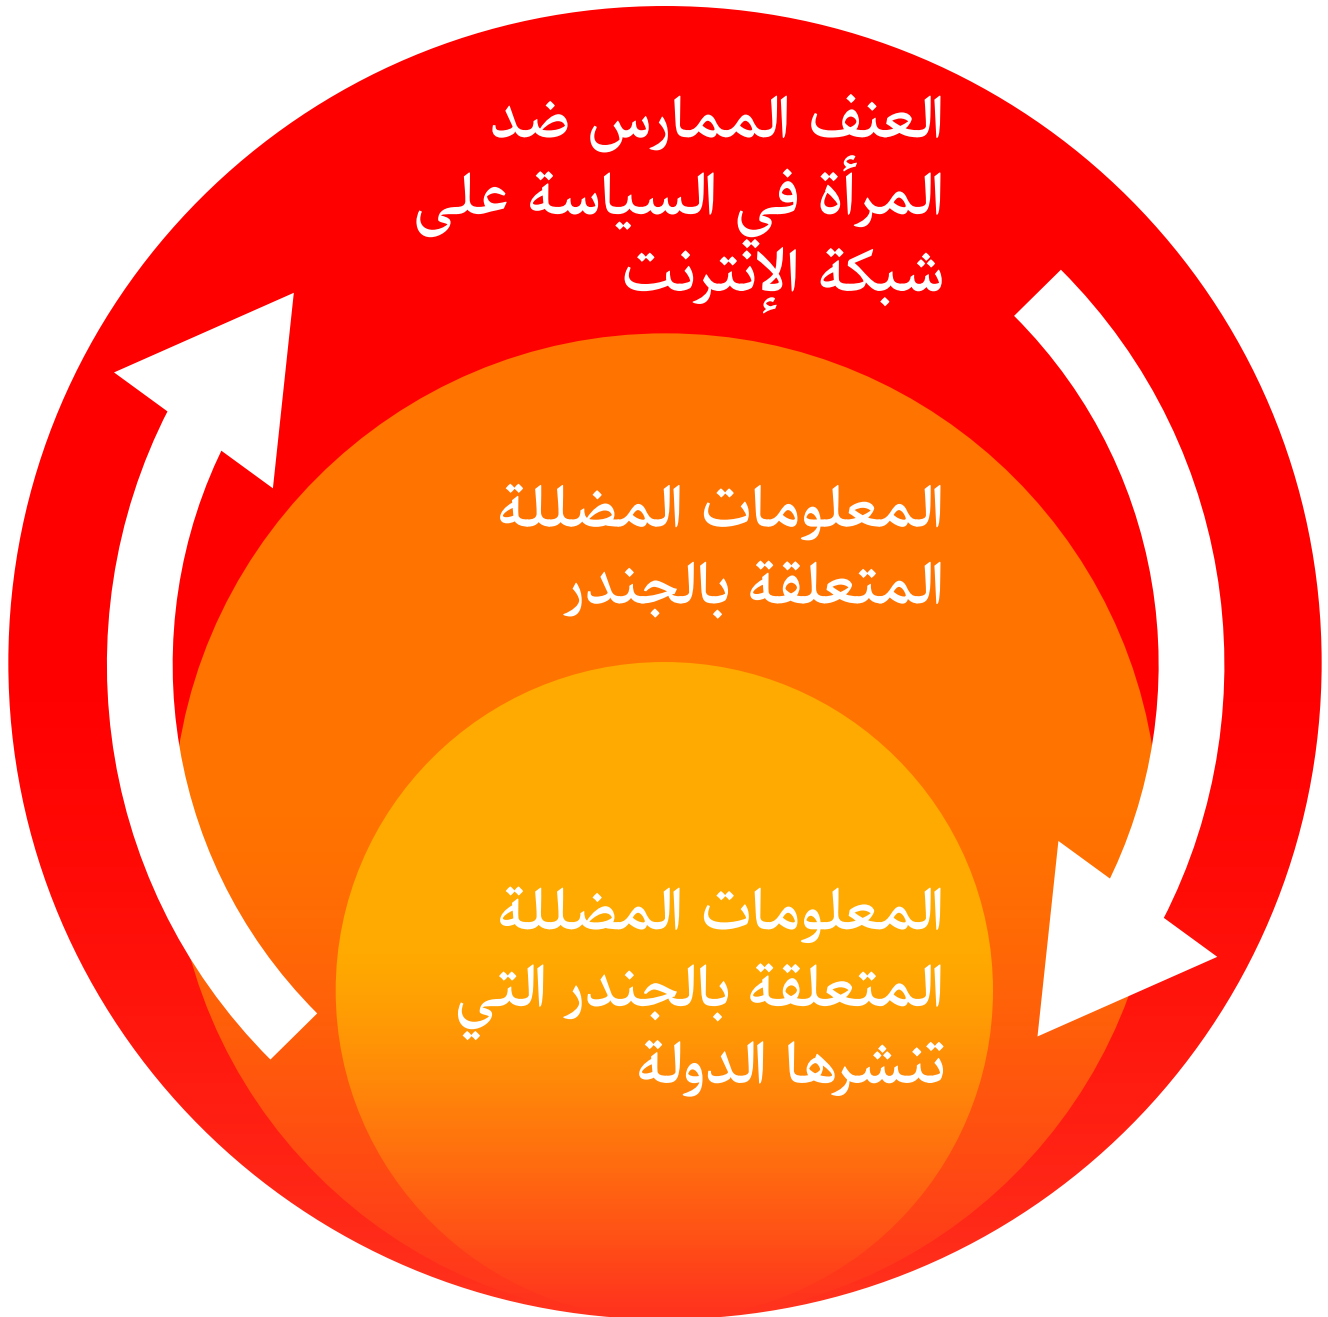 العنف الممارس ضد
المرأة في السياسة على
شبكة الإنترنت
المعلومات المضللة
المتعلقة بالجندر
المعلومات المضللة
المتعلقة بالجندر التي
تنشرها الدولة